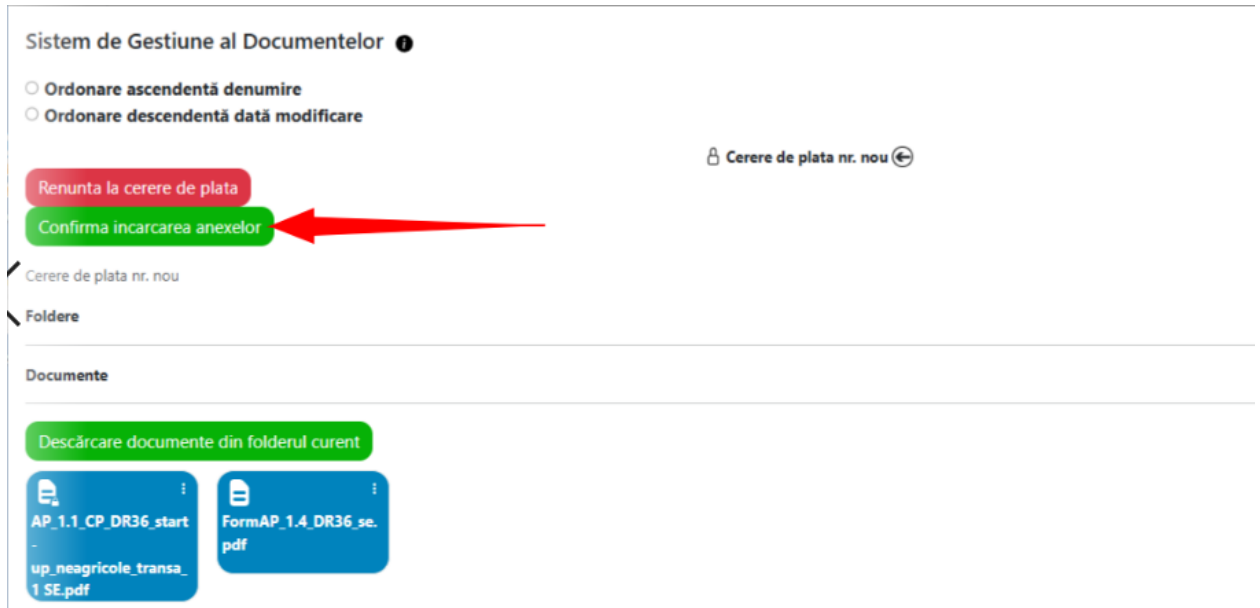 Sistem de Gestiune al Documentelor
Ordonare ascendentă denumire
Ordonare descendentă dată modificare
Cerere de plata nr. nou
Renunta la cerere de plata
Confirma incarcarea anexelor
Cerere de plata nr. nou
Foldere
Documente
Descărcare documente din folderul curent
AP_1.1_CP_DR36_start
-
up_neagricole_transa_
1 SE.pdf
FormAP_1.4_DR36_se.
pdf